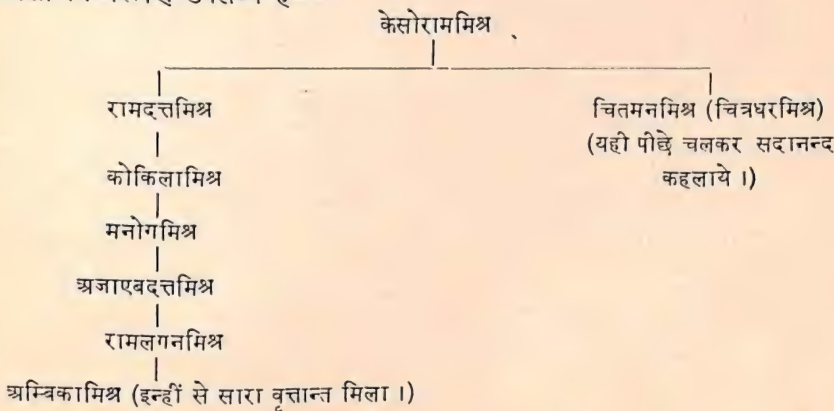 केसोराममिश्र
रामदत्तमिश्र
चितमनमिश्र (चित्रधरमिश्र)
(यही पीछे चलकर सदानन्द
कहलाये ।)
कोकिलामिश्र
मनोगमिश्र
अजाएबदत्तमिश्र
रामलगनमिश्र
अम्बिकामिश्र (इन्हीं से सारा वृत्तान्त मिला ।)